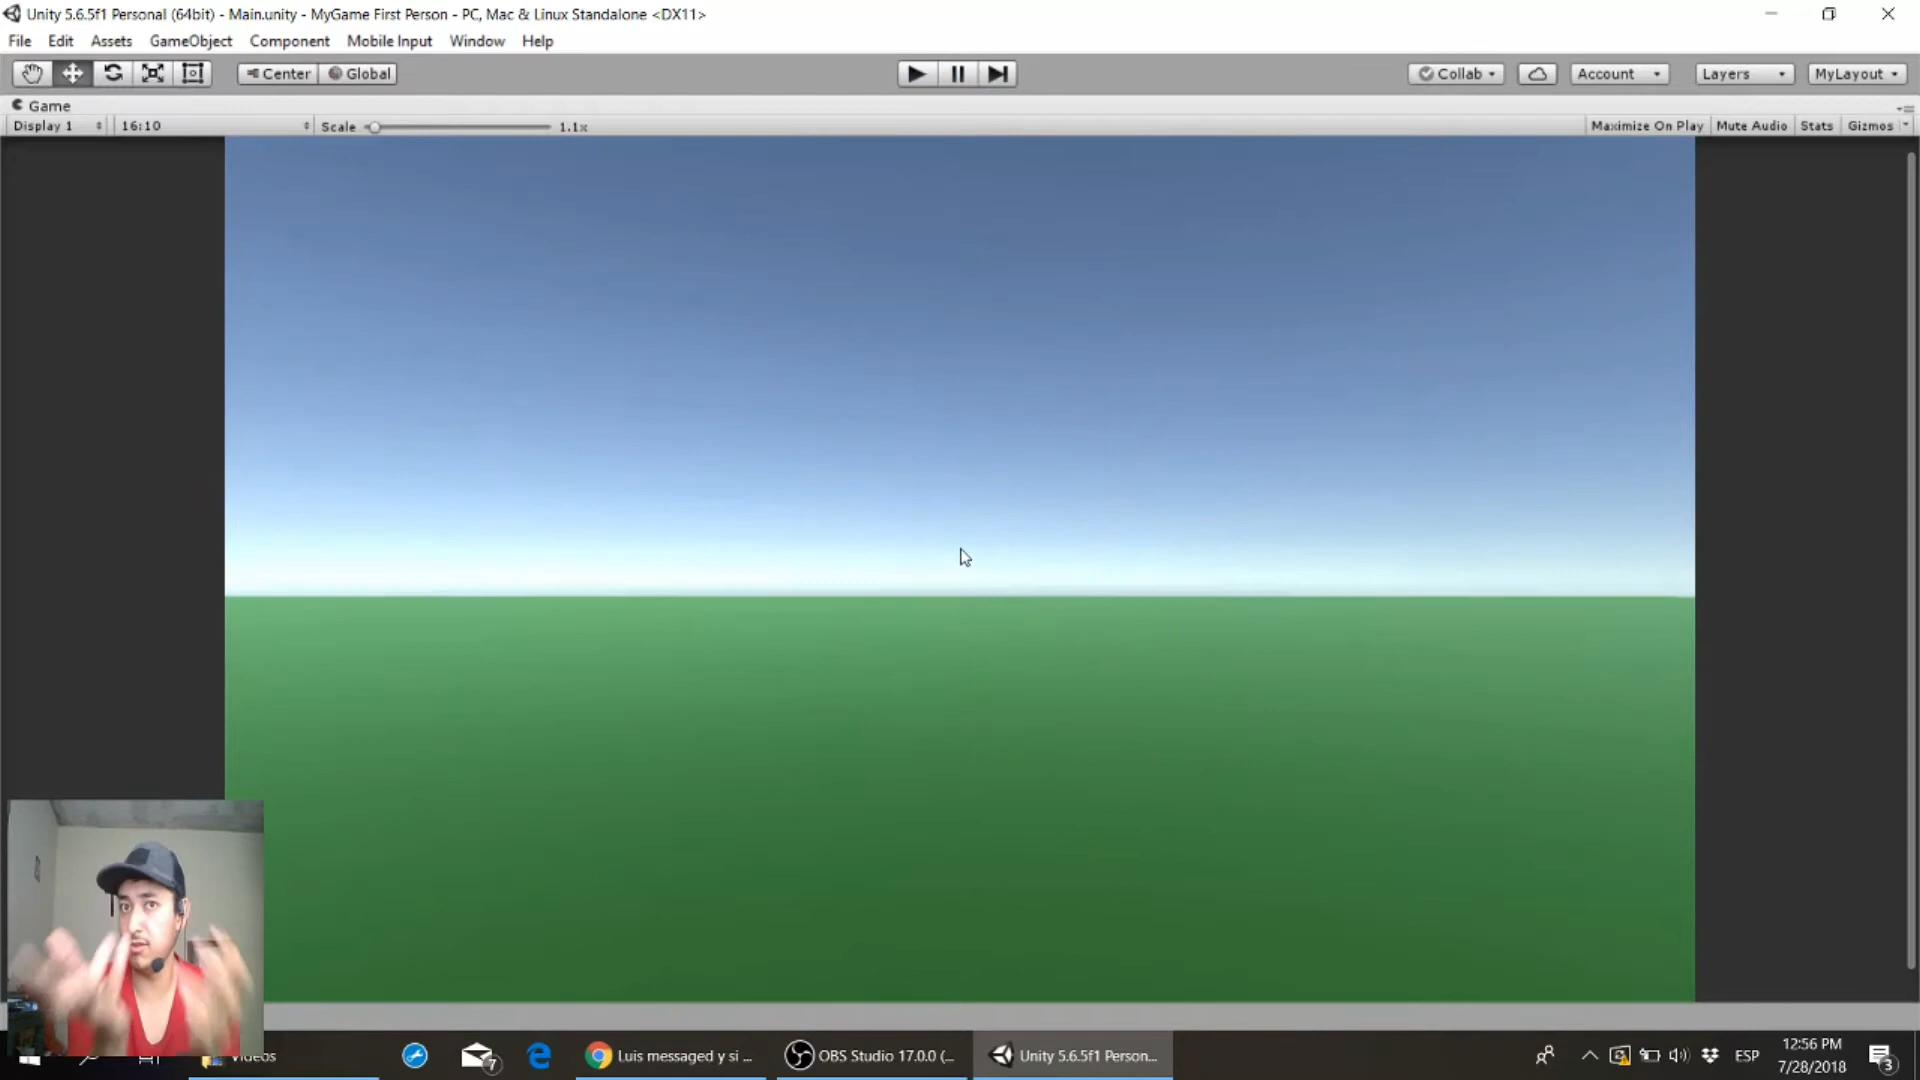 Unity 5.6.5f1 Personal (64bit) - Main.unity - MyGame First Person - PC, Mac & Linux Standalone <DX11>
File Edit Assets GameObject Component Mobile Input Window Help
Center Global Collab Account Layers MyLayout
Game
Display 1 16:10 Scale 1.1x Maximize On Play Mute Audio Stats Gizmos
Videos 7 Luis messaged y si ... OBS Studio 17.0.0 (... Unity 5.6.5f1 Person... ESP 12:56 PM
7/28/2018 3